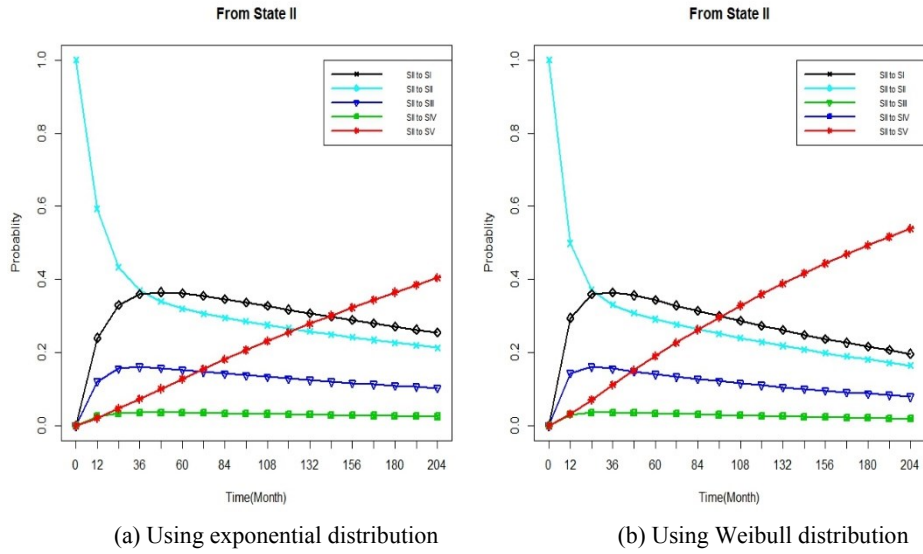 From State II
1.0
0.8
0.6
0.4
0.2
0.0
Probablity
SII to SI
SII to SII
SII to SIII
SII to SIV
SII to SV
0 12 36 60 84 108 132 156 180 204
Time(Month)
(a) Using exponential distribution
From State II
1.0
0.8
0.6
0.4
0.2
0.0
Probablity
SII to SI
SII to SII
SII to SIII
SII to SIV
SII to SV
0 12 36 60 84 108 132 156 180 204
Time(Month)
(b) Using Weibull distribution